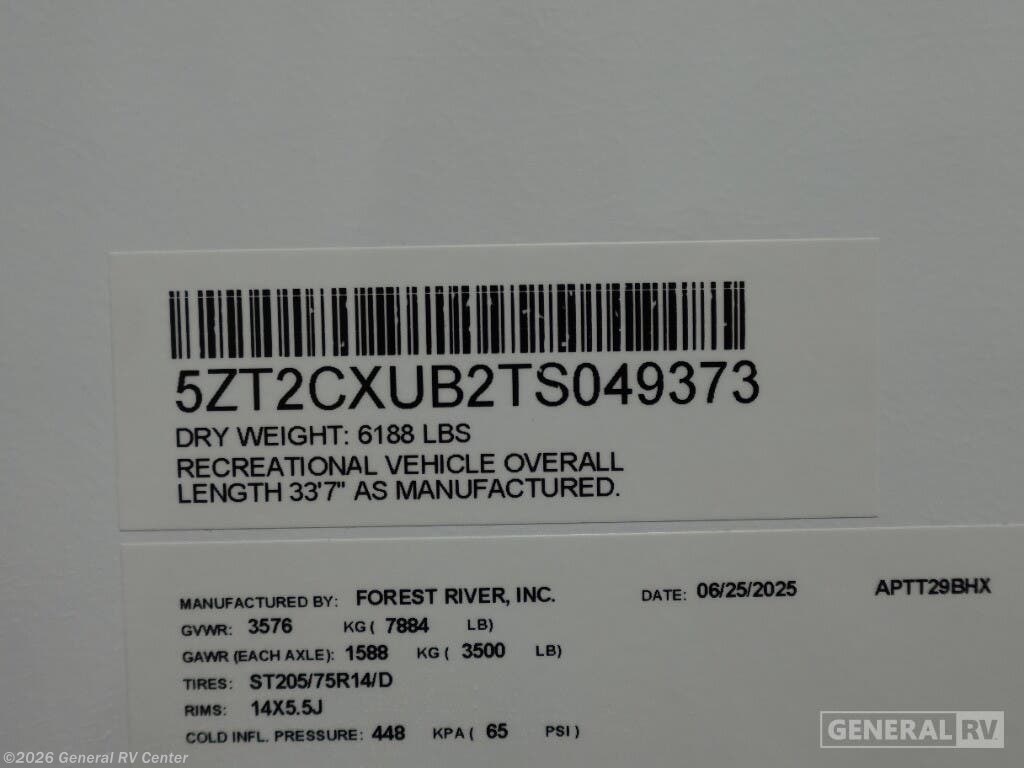 5ZT2CXUB2TS049373
DRY WEIGHT: 6188 LBS
RECREATIONAL VEHICLE OVERALL
LENGTH 33'7" AS MANUFACTURED.
MANUFACTURED BY: FOREST RIVER, INC. DATE: 06/25/2025 APTT29BHX
GVWR: 3576 KG ( 7884 LB)
GAWR (EACH AXLE): 1588 KG ( 3500 LB)
TIRES: ST205/75R14/D
RIMS: 14X5.5J
COLD INFL. PRESSURE: 448 KPA ( 65 PSI )
GENERAL RV
©2026 General RV Center